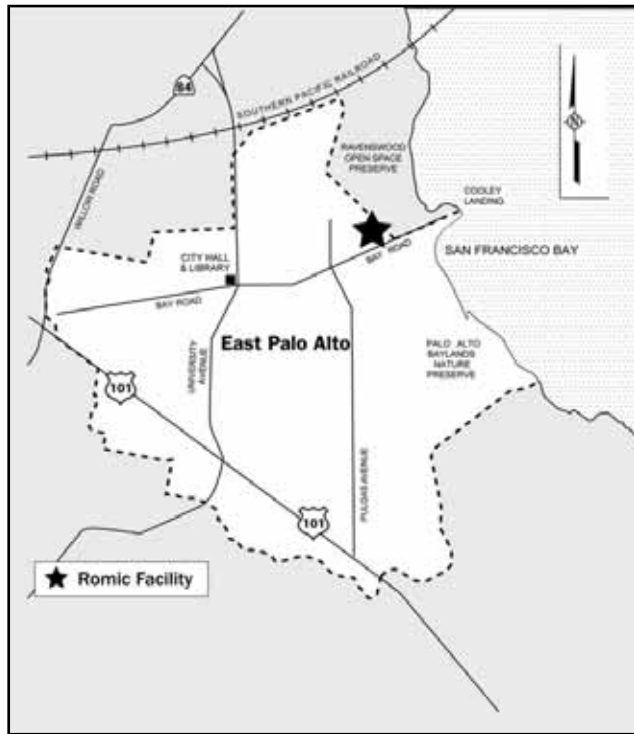 84
SOUTHERN PACIFIC RAILROAD
WILLOW ROAD
RAVENSWOOD
OPEN SPACE
PRESERVE
COOLEY
LANDING
N
CITY HALL
& LIBRARY
BAY ROAD
SAN FRANCISCO BAY
BAY ROAD
East Palo Alto
UNIVERSITY
AVENUE
PALO ALTO
BAYLANDS
NATURE
PRESERVE
101
PULGAS AVENUE
101
Romic Facility